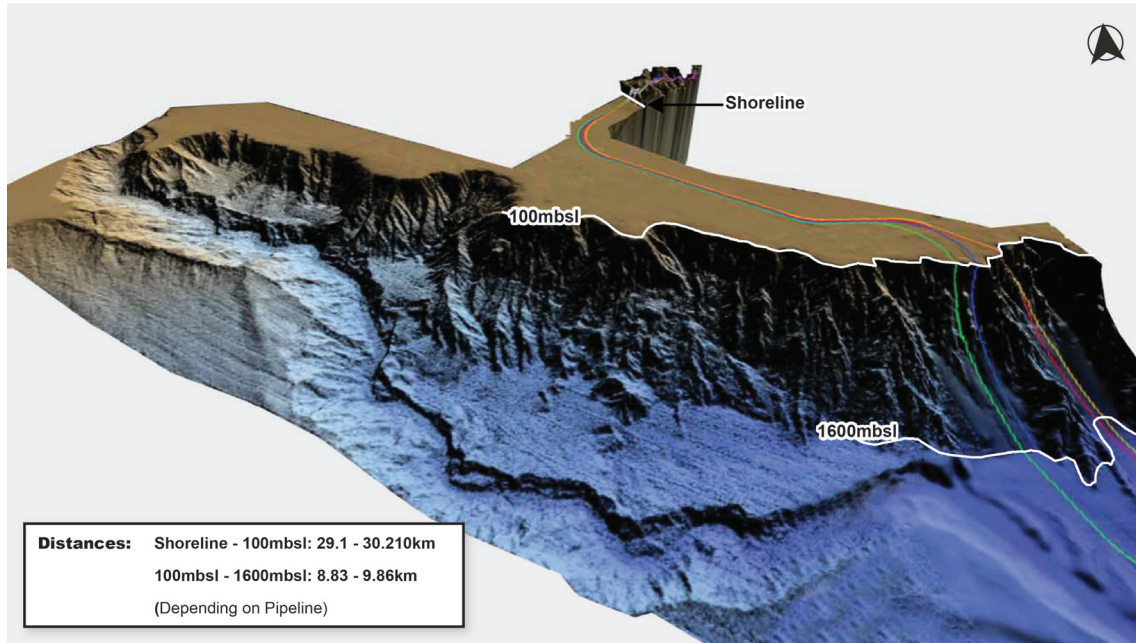 Shoreline
100mbsl
1600mbsl
Distances: Shoreline - 100mbsl: 29.1 - 30.210km
100mbsl - 1600mbsl: 8.83 - 9.86km
(Depending on Pipeline)